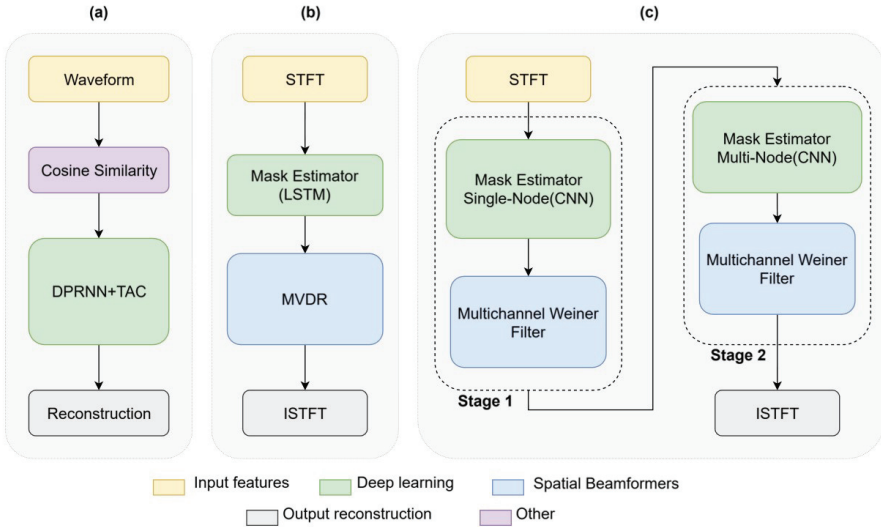 (a)
Waveform
Cosine Similarity
DPRNN+TAC
Reconstruction
(b)
STFT
Mask Estimator
(LSTM)
MVDR
ISTFT
(c)
STFT
Mask Estimator
Single-Node(CNN)
Multichannel Weiner
Filter
Stage 1
Mask Estimator
Multi-Node(CNN)
Multichannel Weiner
Filter
Stage 2
ISTFT
Input features
Deep learning
Spatial Beamformers
Output reconstruction
Other